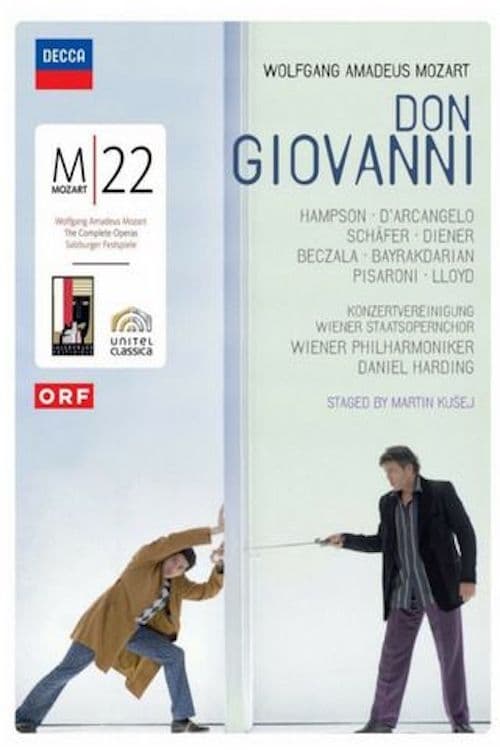 DECCA
WOLFGANG AMADEUS MOZART
DON
GIOVANNI
M|22
MOZART
Wolfgang Amadeus Mozart
The Complete Operas
Salzburger Festspiele
UNITEL
CLASSICA
ORF
HAMPSON · D'ARCANGELO
SCHÄFER · DIENER
BECZALA · BAYRAKDARIAN
PISARONI · LLOYD
KONZERTVEREINIGUNG
WIENER STAATSOPERNCHOR
WIENER PHILHARMONIKER
DANIEL HARDING
STAGED BY MARTIN KUŠEJ